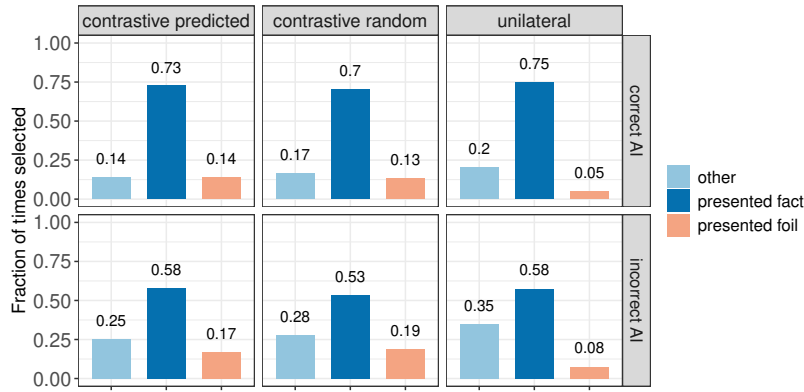 contrastive predicted contrastive random unilateral
Fraction of times selected
1.00
0.75
0.50
0.25
0.00
0.14 0.73 0.14
0.17 0.7 0.13
0.2 0.75 0.05
correct AI
1.00
0.75
0.50
0.25
0.00
0.25 0.58 0.17
0.28 0.53 0.19
0.35 0.58 0.08
incorrect AI
other
presented fact
presented foil